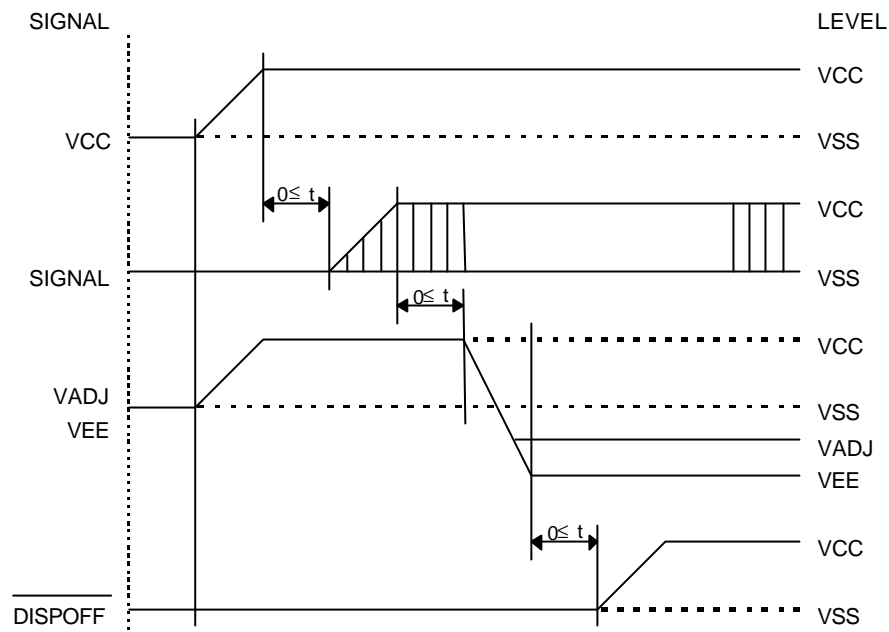 SIGNAL LEVEL
VCC
VCC VSS
0≤ t
VCC
SIGNAL VSS
0≤ t
VCC
VADJ
VSS
VEE
VADJ
VEE
0≤ t
VCC
DISPOFF VSS